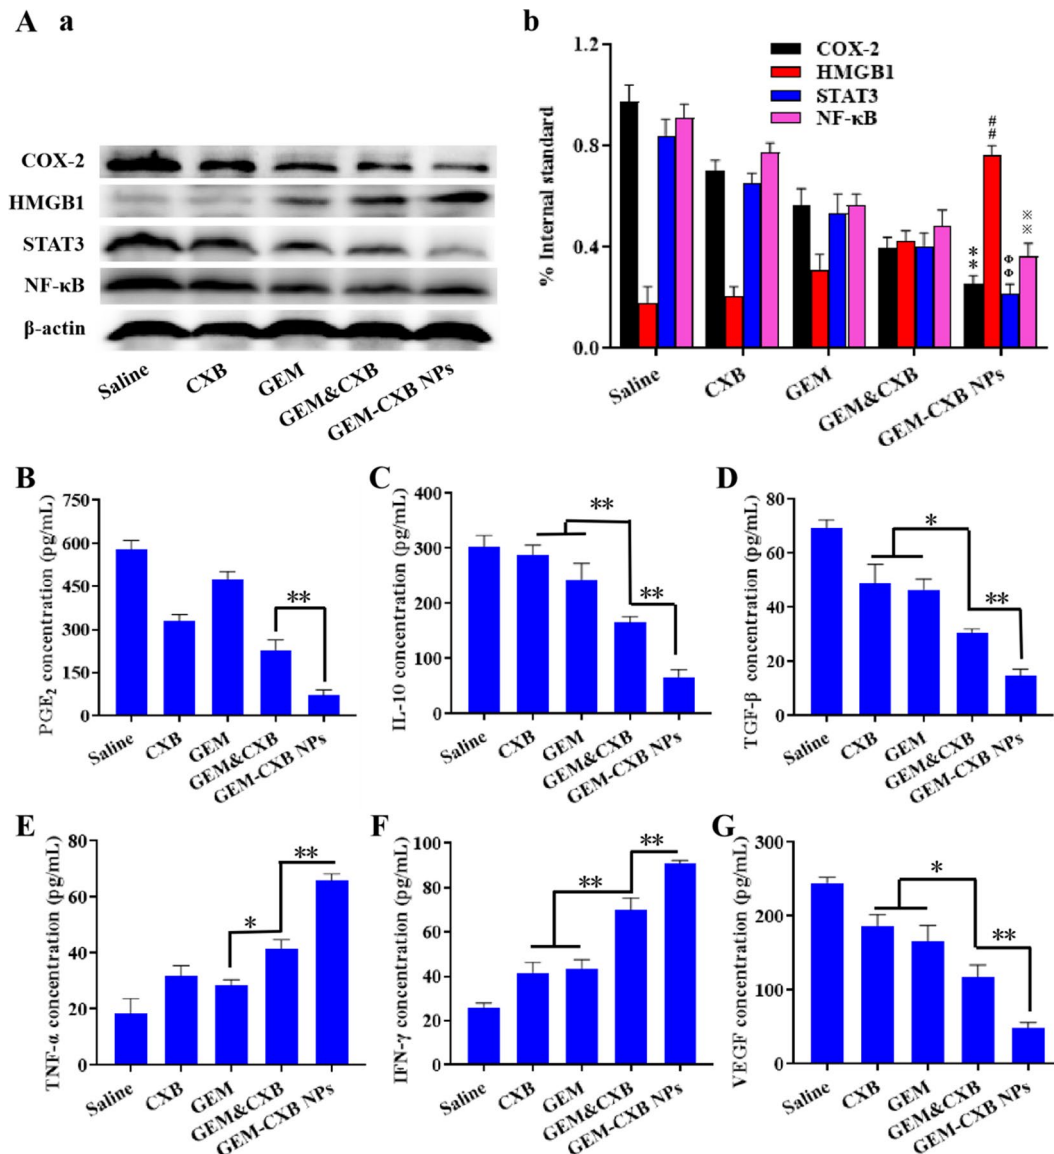 A a
COX-2
HMGB1
STAT3
NF-κB
β-actin
Saline
CXB
GEM
GEM&CXB
GEM-CXB NPs
b
% Internal standard
1.2
0.8
0.4
0.0
COX-2
HMGB1
STAT3
NF-κB
**
##
ΦΦ
※※
Saline
CXB
GEM
GEM&CXB
GEM-CXB NPs
B
PGE₂ concentration (pg/mL)
750
600
450
300
150
0
**
Saline
CXB
GEM
GEM&CXB
GEM-CXB NPs
C
IL-10 concentration (pg/mL)
400
300
200
100
0
**
**
Saline
CXB
GEM
GEM&CXB
GEM-CXB NPs
D
TGF-β concentration (pg/mL)
80
60
40
20
0
*
**
Saline
CXB
GEM
GEM&CXB
GEM-CXB NPs
E
TNF-α concentration (pg/mL)
80
60
40
20
0
*
**
Saline
CXB
GEM
GEM&CXB
GEM-CXB NPs
F
IFN-γ concentration (pg/mL)
100
80
60
40
20
0
**
**
Saline
CXB
GEM
GEM&CXB
GEM-CXB NPs
G
VEGF concentration (pg/mL)
300
200
100
0
*
**
Saline
CXB
GEM
GEM&CXB
GEM-CXB NPs